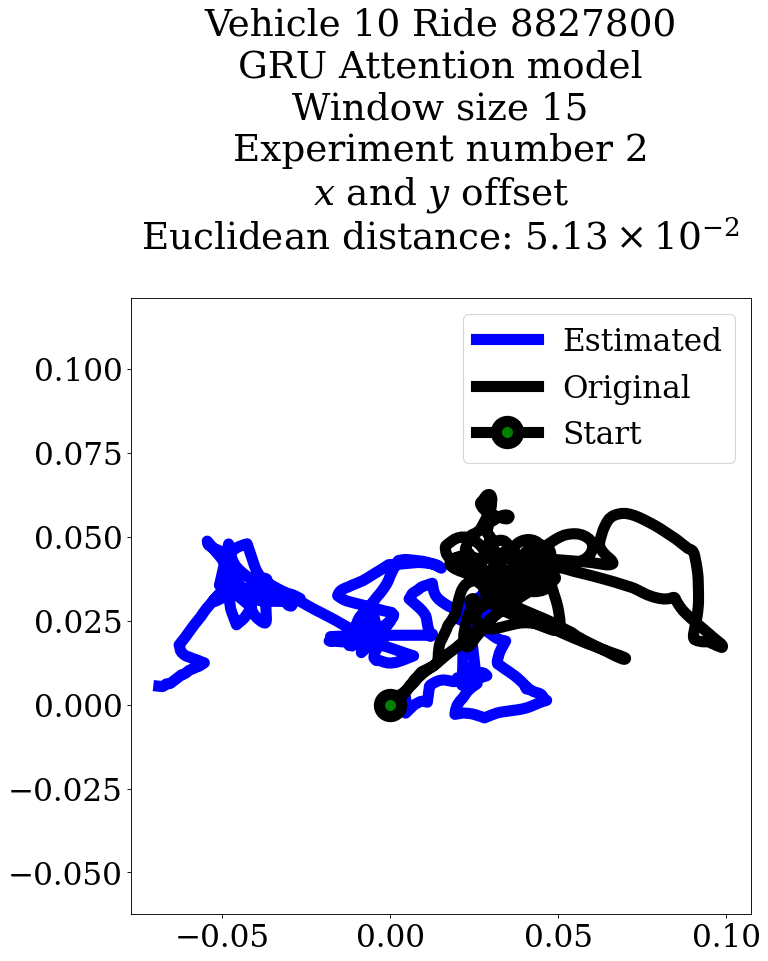 Vehicle 10 Ride 8827800
GRU Attention model
Window size 15
Experiment number 2
x and y offset
Euclidean distance: 5.13 × 10⁻²
Estimated
Original
Start
0.100
0.075
0.050
0.025
0.000
−0.025
−0.050
−0.05 0.00 0.05 0.10